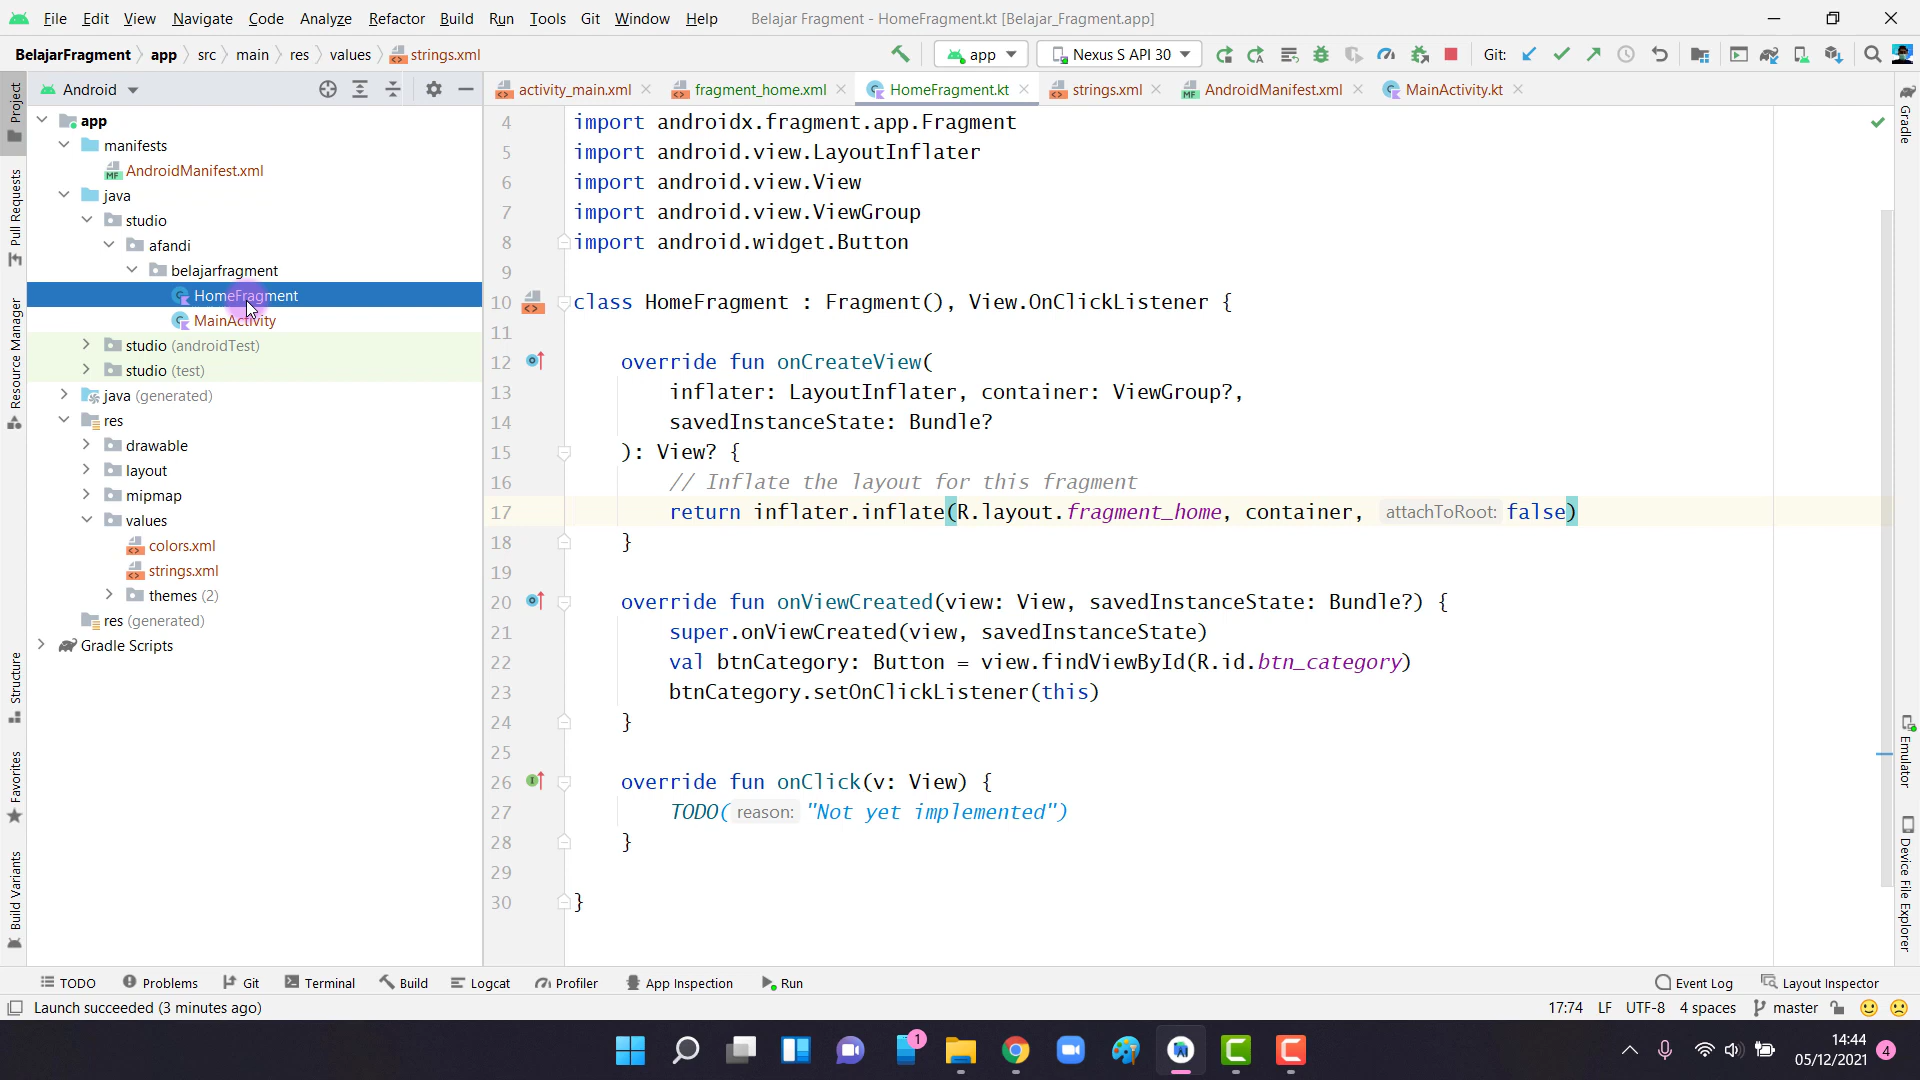 File Edit View Navigate Code Analyze Refactor Build Run Tools Git Window Help Belajar Fragment - HomeFragment.kt [Belajar_Fragment.app]
BelajarFragment app src main res values strings.xml app Nexus S API 30 Git:
Project Pull Requests Resource Manager Structure Favorites Build Variants
Android
app
manifests
AndroidManifest.xml
java
studio
afandi
belajarfragment
HomeFragment
MainActivity
studio (androidTest)
studio (test)
java (generated)
res
drawable
layout
mipmap
values
colors.xml
strings.xml
themes (2)
res (generated)
Gradle Scripts
activity_main.xml fragment_home.xml HomeFragment.kt strings.xml AndroidManifest.xml MainActivity.kt
4 import androidx.fragment.app.Fragment
5 import android.view.LayoutInflater
6 import android.view.View
7 import android.view.ViewGroup
8 import android.widget.Button
9
10 class HomeFragment : Fragment(), View.OnClickListener {
11
12 override fun onCreateView(
13 inflater: LayoutInflater, container: ViewGroup?,
14 savedInstanceState: Bundle?
15 ): View? {
16 // Inflate the layout for this fragment
17 return inflater.inflate(R.layout.fragment_home, container, attachToRoot: false)
18 }
19
20 override fun onViewCreated(view: View, savedInstanceState: Bundle?) {
21 super.onViewCreated(view, savedInstanceState)
22 val btnCategory: Button = view.findViewById(R.id.btn_category)
23 btnCategory.setOnClickListener(this)
24 }
25
26 override fun onClick(v: View) {
27 TODO( reason: "Not yet implemented")
28 }
29
30 }
Gradle Emulator Device File Explorer
TODO Problems Git Terminal Build Logcat Profiler App Inspection Run Event Log Layout Inspector
Launch succeeded (3 minutes ago) 17:74 LF UTF-8 4 spaces master
1
14:44
05/12/2021 4